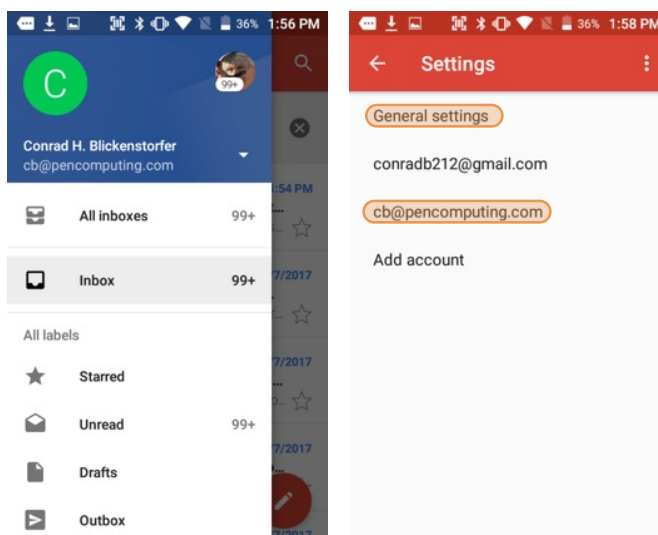 36% 1:56 PM
C
99+
Conrad H. Blickenstorfer
cb@pencomputing.com
:54 PM
All inboxes 99+
7/2017
Inbox 99+
All labels
/7/2017
Starred
Unread 99+
7/2017
Drafts
Outbox
36% 1:58 PM
Settings
General settings
conradb212@gmail.com
cb@pencomputing.com
Add account